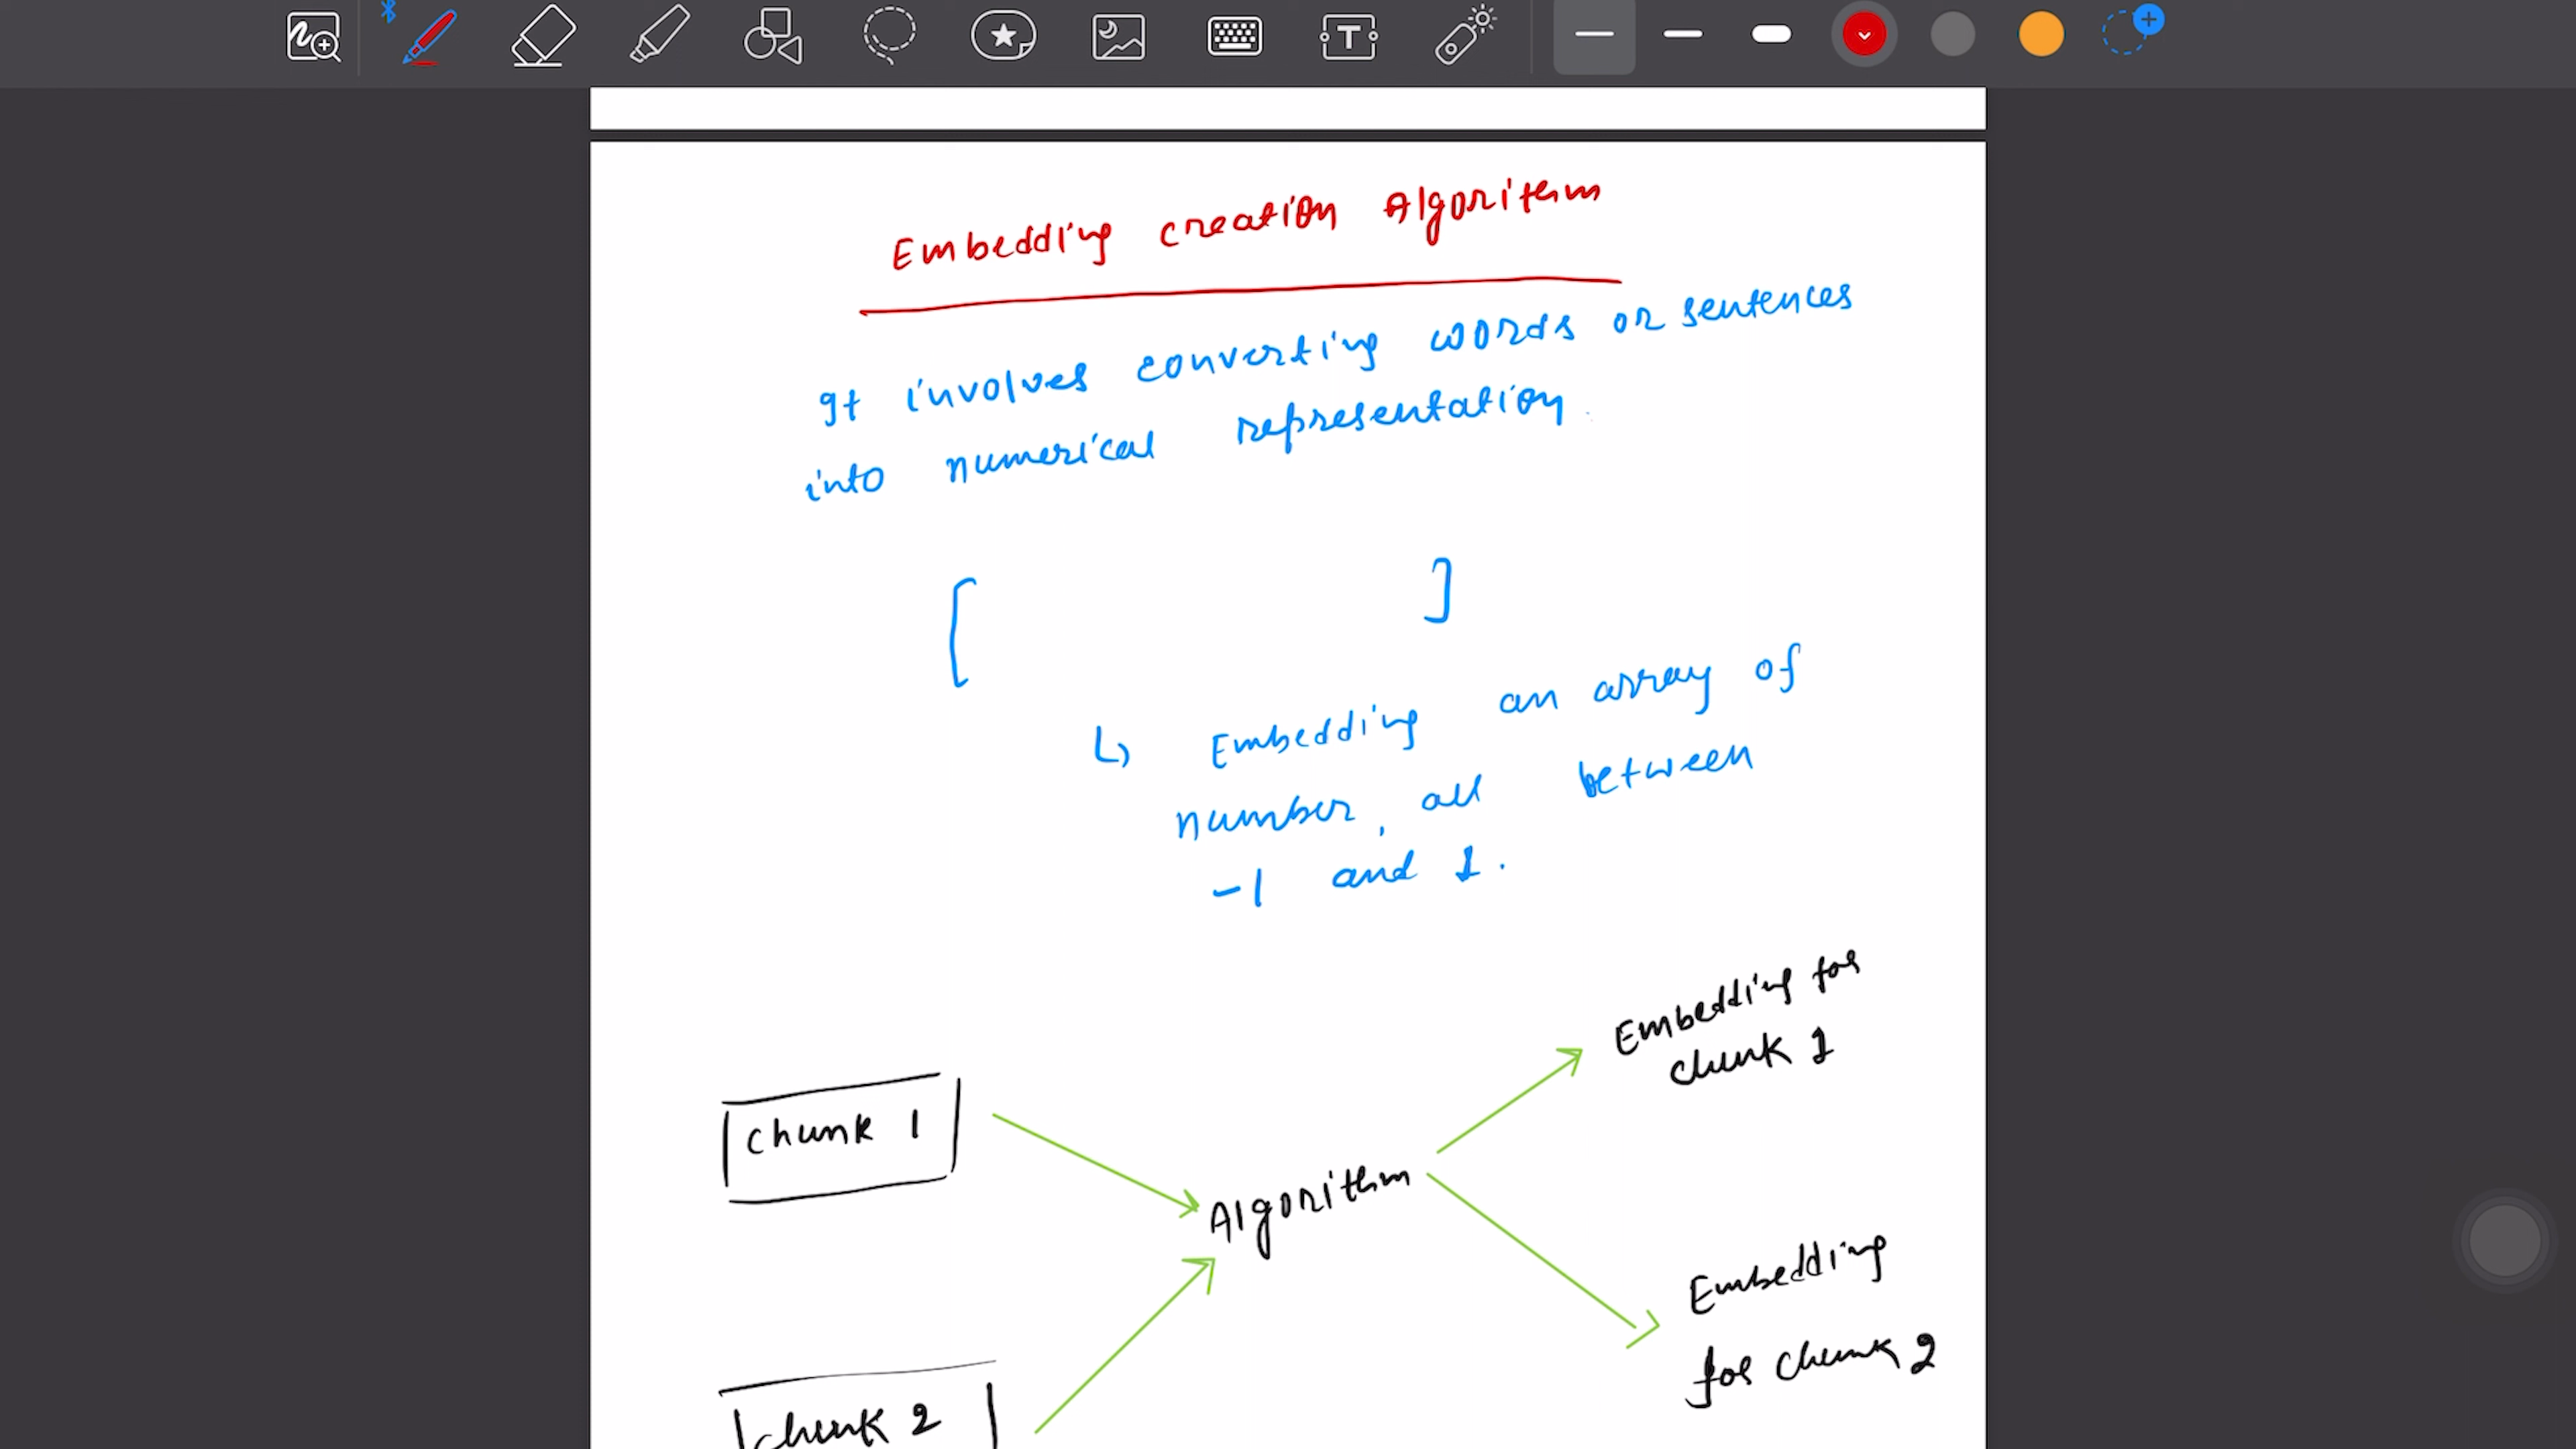 Embedding creation Algorithm
It involves converting words or sentences
into numerical representation.
[ ]
↳ Embedding an array of
number, all between
-1 and 1.
Embedding for
chunk 1
chunk 1
Algorithm
Embedding
for chunk 2
chunk 2